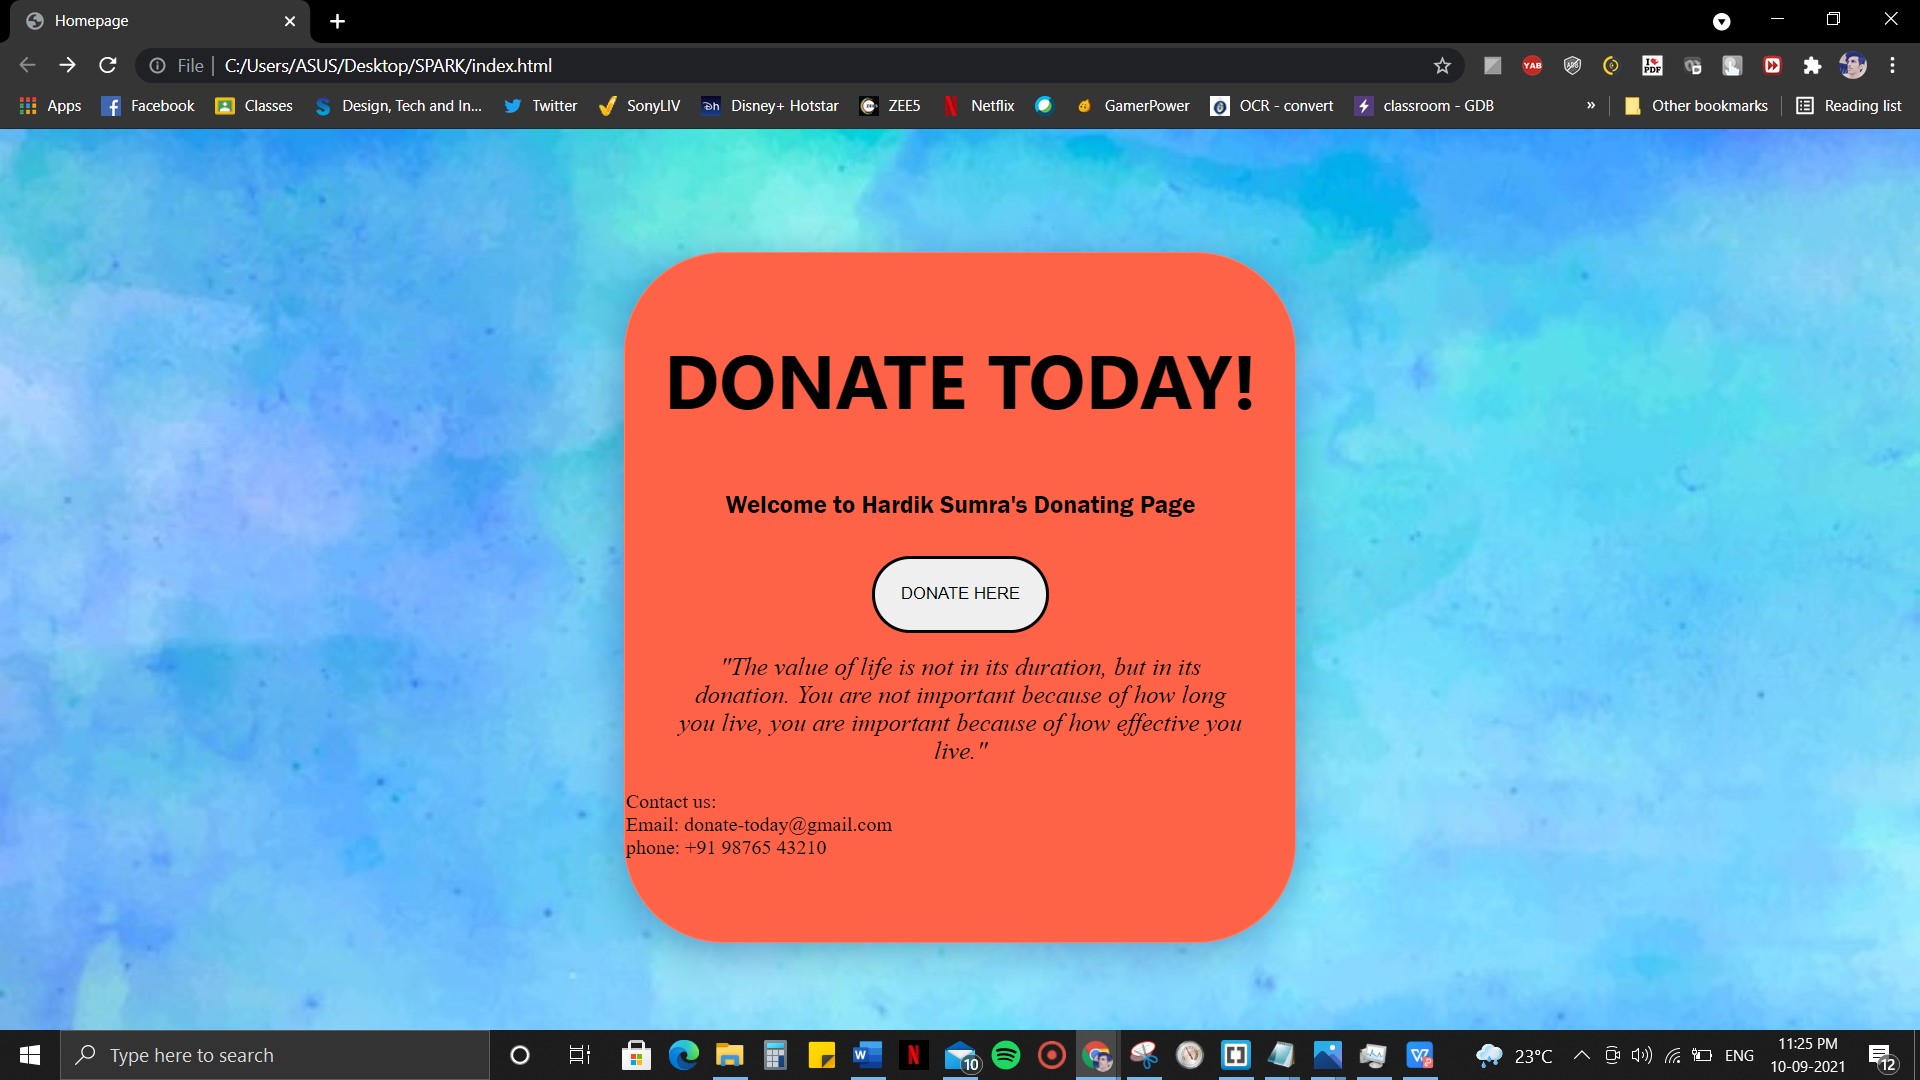 Homepage
File | C:/Users/ASUS/Desktop/SPARK/index.html
YAB
ABP
PDF
Apps Facebook Classes Design, Tech and In... Twitter SonyLIV Disney+ Hotstar ZEE5 Netflix GamerPower OCR - convert classroom - GDB » Other bookmarks Reading list
DONATE TODAY!
Welcome to Hardik Sumra's Donating Page
DONATE HERE
"The value of life is not in its duration, but in its
donation. You are not important because of how long
you live, you are important because of how effective you
live."
Contact us:
Email: donate-today@gmail.com
phone: +91 98765 43210
Type here to search
10
23°C
ENG
11:25 PM
10-09-2021
12